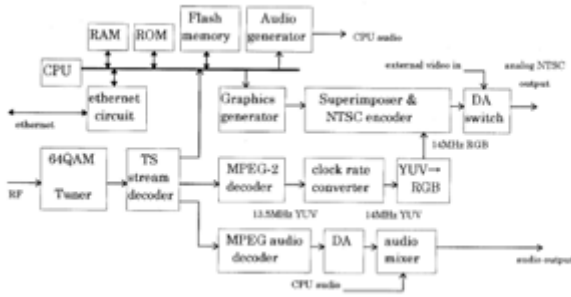 RAM
ROM
Flash
memory
Audio
generator
CPU audio
CPU
ethernet
circuit
ethernet
Graphics
generator
Superimposer &
NTSC encoder
external video in
analog NTSC
output
DA
switch
14MHz RGB
64QAM
Tuner
RF
TS
stream
decoder
MPEG-2
decoder
clock rate
converter
YUV→
RGB
13.5MHz YUV
14MHz YUV
MPEG audio
decoder
DA
audio
mixer
CPU audio
audio output